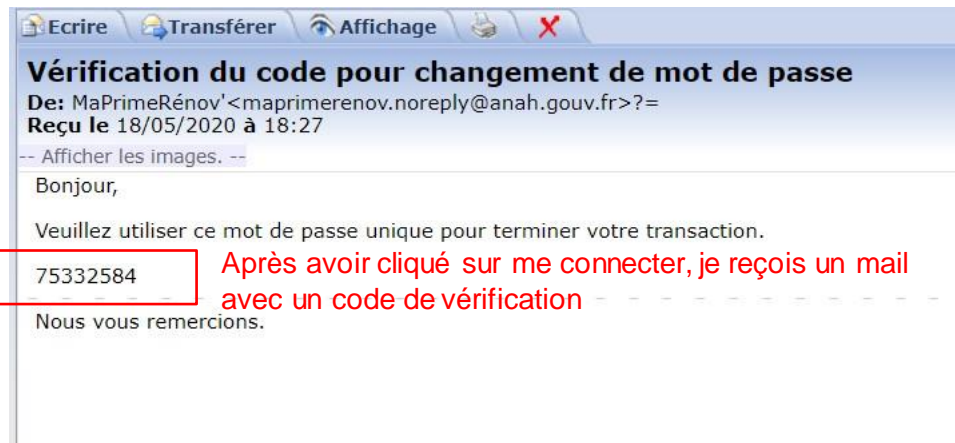 Ecrire Transférer Affichage
Vérification du code pour changement de mot de passe
De: MaPrimeRénov'<maprimerenov.noreply@anah.gouv.fr>?=
Reçu le 18/05/2020 à 18:27
-- Afficher les images. --
Bonjour,
Veuillez utiliser ce mot de passe unique pour terminer votre transaction.
75332584
Après avoir cliqué sur me connecter, je reçois un mail
avec un code de vérification
Nous vous remercions.